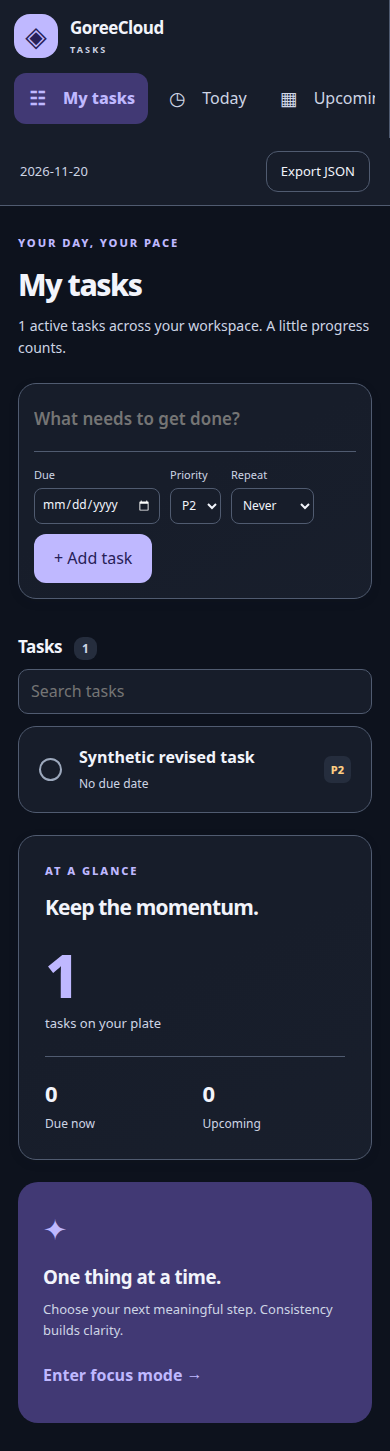 GoreeCloud
TASKS
My tasks Today Upcomin
2026-11-20 Export JSON
YOUR DAY, YOUR PACE
My tasks
1 active tasks across your workspace. A little progress
counts.
What needs to get done?
Due Priority Repeat
mm/dd/yyyy P2 Never
+ Add task
Tasks 1
Search tasks
Synthetic revised task
No due date
P2
AT A GLANCE
Keep the momentum.
1
tasks on your plate
0 0
Due now Upcoming
One thing at a time.
Choose your next meaningful step. Consistency
builds clarity.
Enter focus mode →